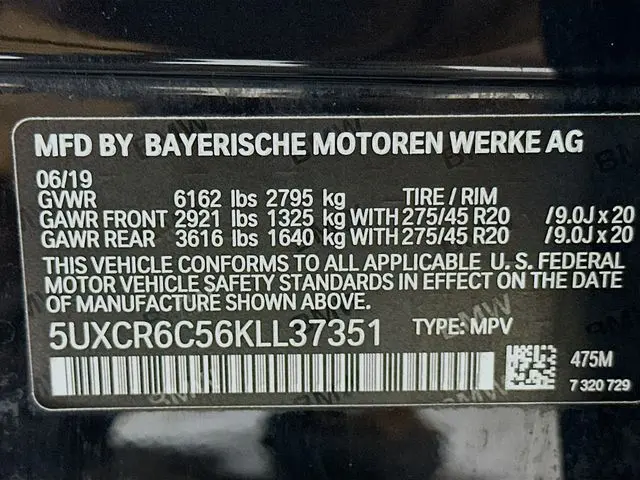 MFD BY BAYERISCHE MOTOREN WERKE AG
06/19
GVWR 6162 lbs 2795 kg TIRE / RIM
GAWR FRONT 2921 lbs 1325 kg WITH 275/45 R20 /9.0J x 20
GAWR REAR 3616 lbs 1640 kg WITH 275/45 R20 /9.0J x 20
THIS VEHICLE CONFORMS TO ALL APPLICABLE U. S. FEDERAL
MOTOR VEHICLE SAFETY STANDARDS IN EFFECT ON THE DATE
OF MANUFACTURE SHOWN ABOVE.
5UXCR6C56KLL37351 TYPE: MPV
475M
7 320 729